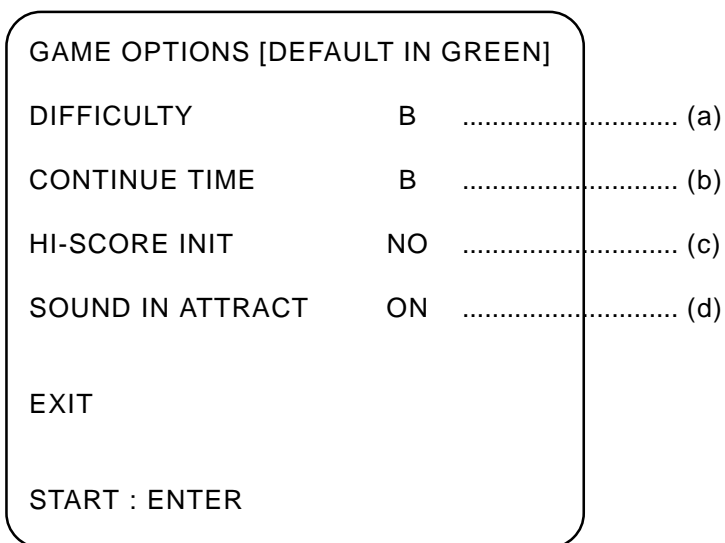 GAME OPTIONS [DEFAULT IN GREEN]
DIFFICULTY B ............................. (a)
CONTINUE TIME B ............................. (b)
HI-SCORE INIT NO ............................. (c)
SOUND IN ATTRACT ON ............................. (d)
EXIT
START : ENTER